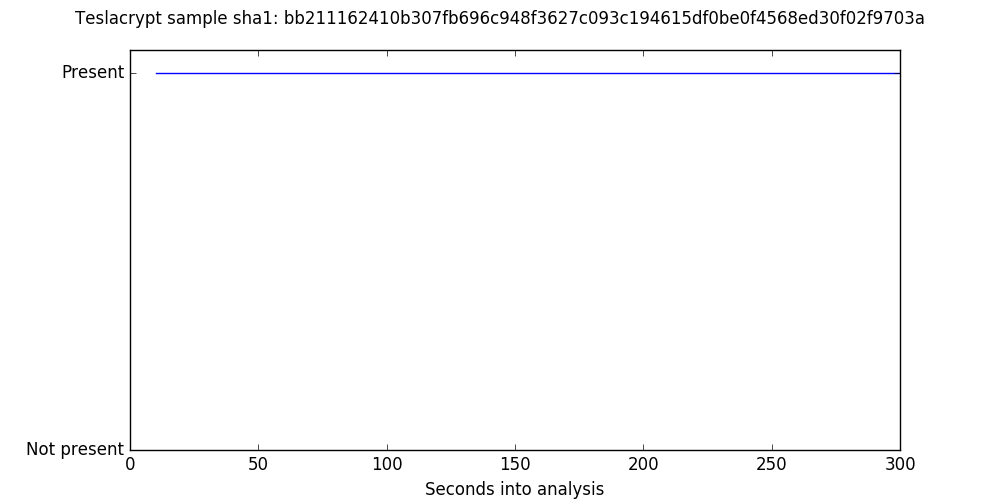 Teslacrypt sample sha1: bb211162410b307fb696c948f3627c093c194615df0be0f4568ed30f02f9703a
Present
Not present
0 50 100 150 200 250 300
Seconds into analysis